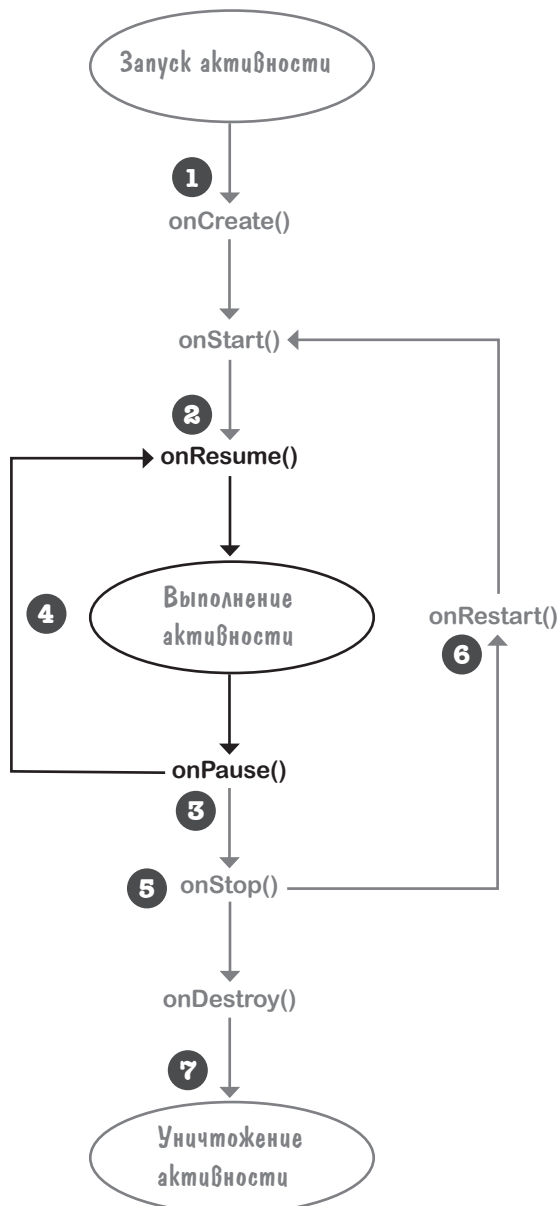 Запуск активности
1
onCreate()
onStart()
2
onResume()
Выполнение
активности
4
onRestart()
6
onPause()
3
5 onStop()
onDestroy()
7
Уничтожение
активности